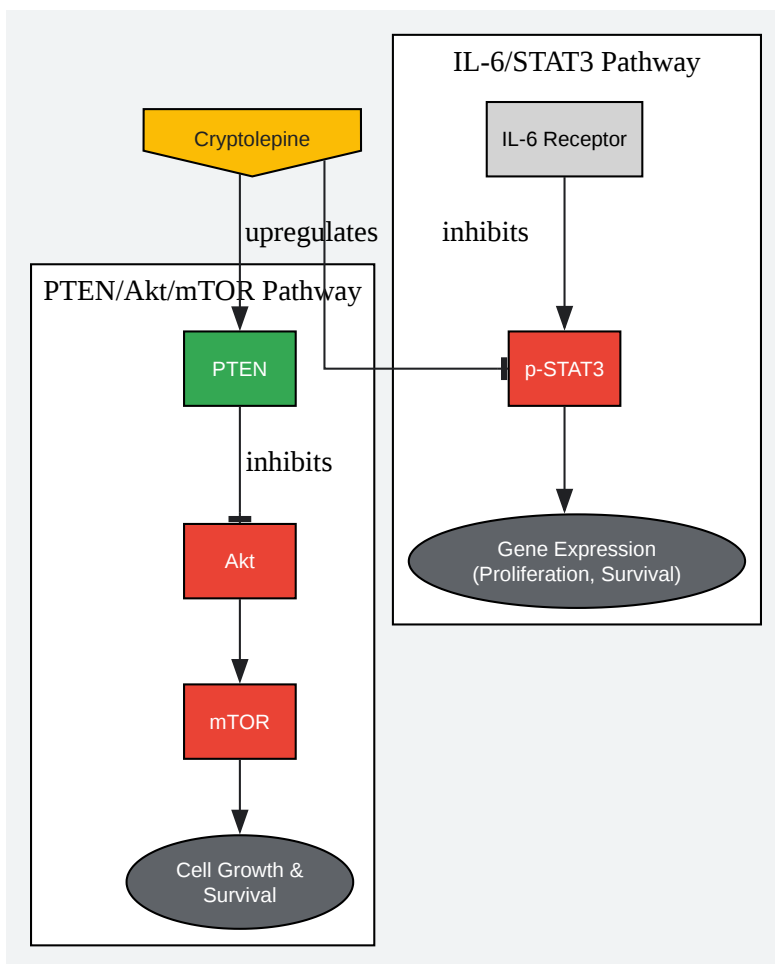 IL-6/STAT3 Pathway
Cryptolepine
IL-6 Receptor
upregulates
inhibits
PTEN/Akt/mTOR Pathway
PTEN
p-STAT3
inhibits
Akt
Gene Expression
(Proliferation, Survival)
mTOR
Cell Growth &
Survival